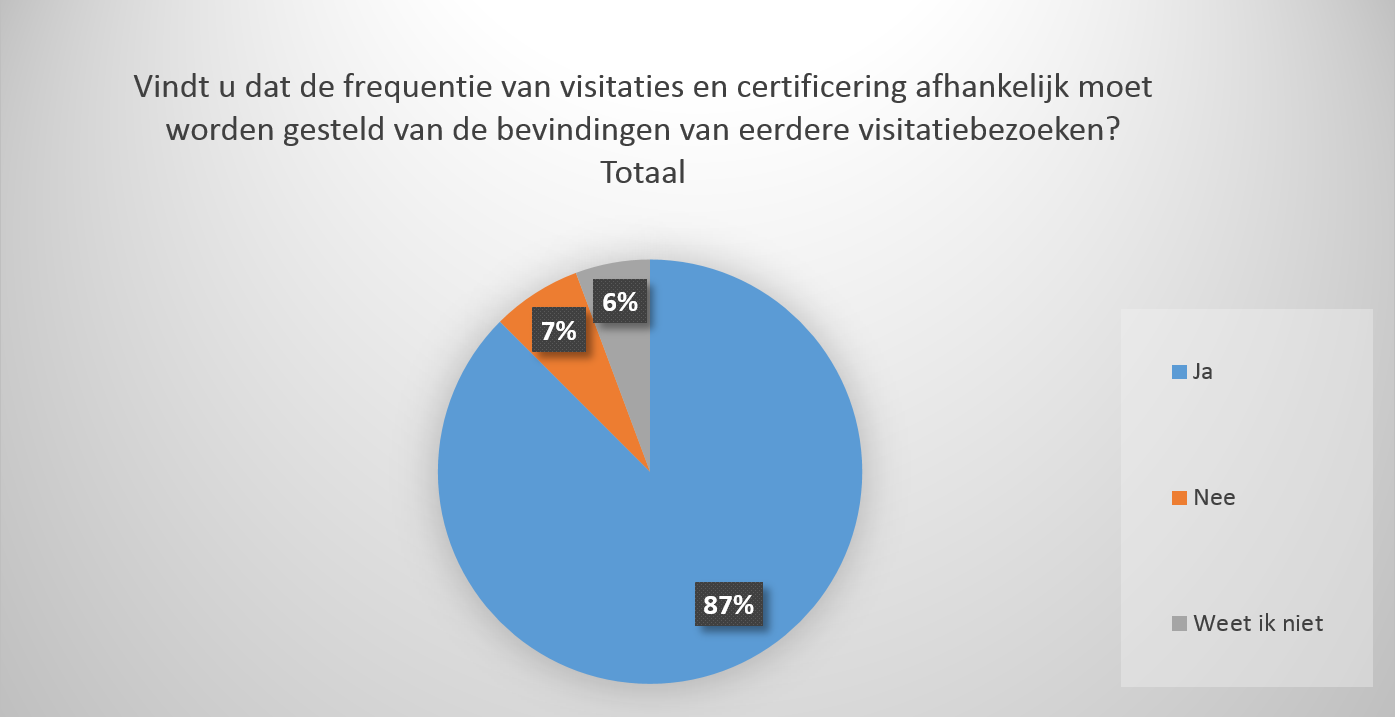 Vindt u dat de frequentie van visitaties en certificering afhankelijk moet
worden gesteld van de bevindingen van eerdere visitatiebezoeken?
Totaal
6%
7%
87%
Ja
Nee
Weet ik niet